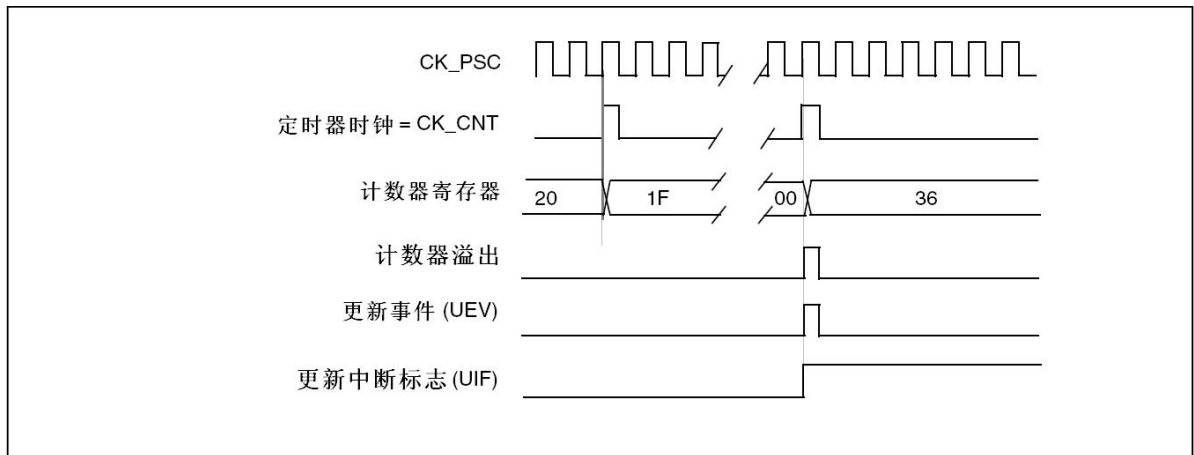 CK_PSC
定时器时钟 = CK_CNT
计数器寄存器 20 1F 00 36
计数器溢出
更新事件 (UEV)
更新中断标志 (UIF)